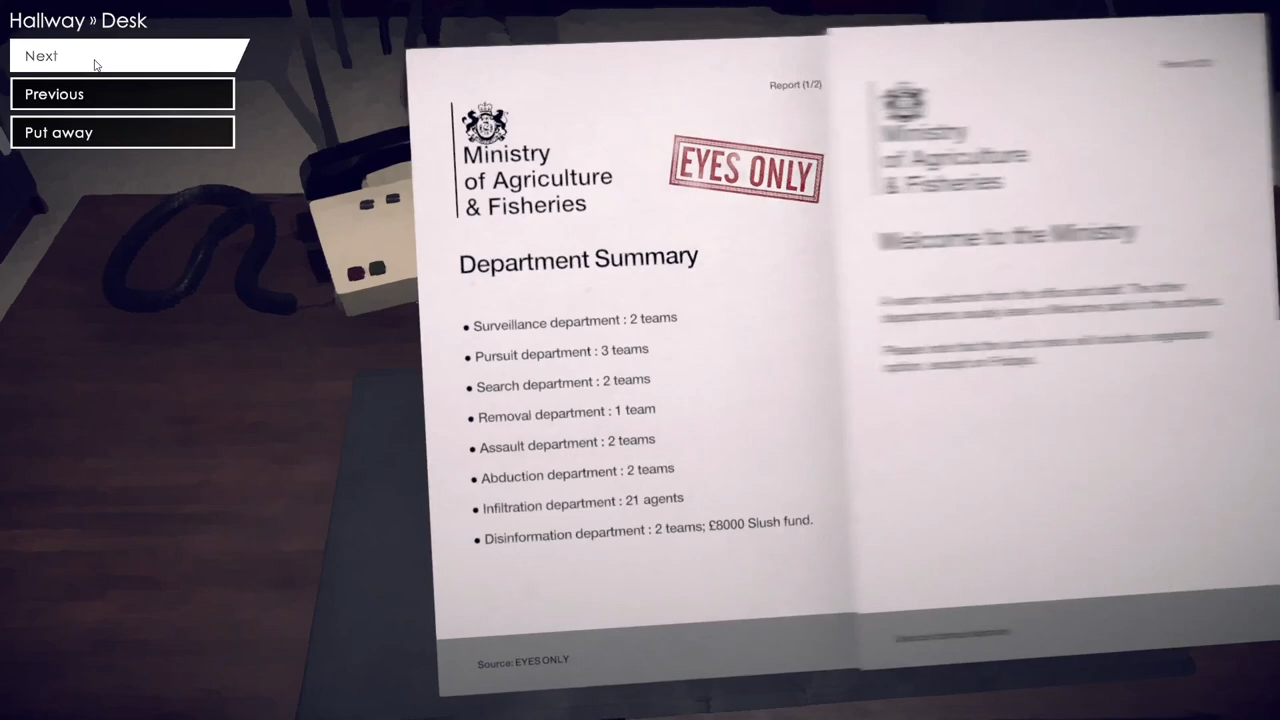 Hallway » Desk
Next
Previous
Put away
Report (1/2)
Ministry
of Agriculture
& Fisheries
EYES ONLY
Department Summary
• Surveillance department : 2 teams
• Pursuit department : 3 teams
• Search department : 2 teams
• Removal department : 1 team
• Assault department : 2 teams
• Abduction department : 2 teams
• Infiltration department : 21 agents
• Disinformation department : 2 teams; £8000 Slush fund.
Source: EYES ONLY
Ministry
of Agriculture
& Fisheries
Welcome to the Ministry